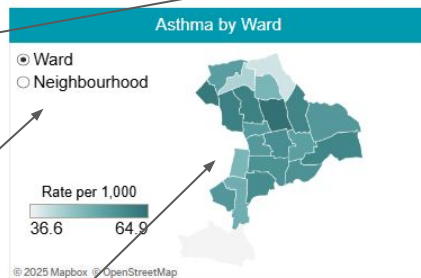 Asthma by Ward
Ward
Neighbourhood
Rate per 1,000
36.6 64.9
© 2025 Mapbox © OpenStreetMap